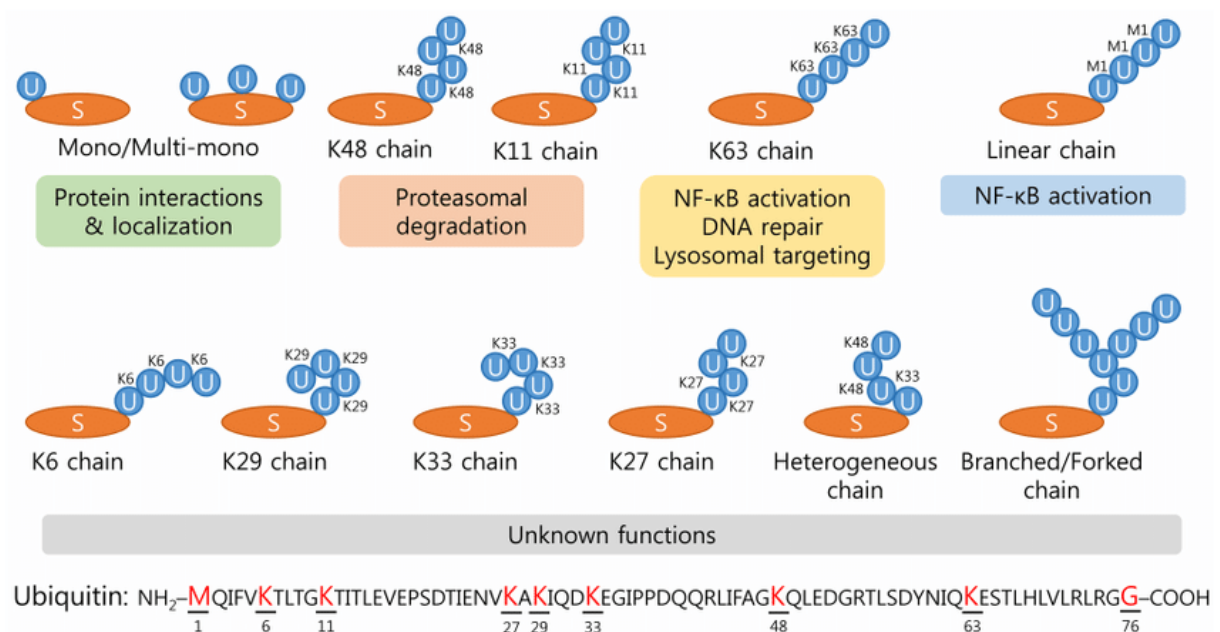 U U U U
S S
Mono/Multi-mono
Protein interactions
& localization
U
U K48
K48 U
U K48
S
K48 chain
U
U K11
K11 U
U K11
S
K11 chain
Proteasomal
degradation
K63 U
K63 U
K63 U
U
S
K63 chain
NF-κB activation
DNA repair
Lysosomal targeting
M1 U
M1 U
M1 U
U
S
Linear chain
NF-κB activation
K6 K6
K6 U U U
U
S
K6 chain
K29 U K29
U U
U K29
S
K29 chain
K33
U U K33
U
U K33
S
K33 chain
U
U K27
K27 U
U K27
S
K27 chain
K48 U
U
K48 U K33
U
S
Heterogeneous
chain
U U
U U
U U
U
U
U
S
Branched/Forked
chain
Unknown functions
Ubiquitin: NH2–MQIFVKTLTGKTITLEVEPSDTIENVKAKIQDKEGIPPDQQRLIFAGKQLEDGRTLSDYNIQKESTLHLVLRLRGG–COOH
1 6 11 27 29 33 48 63 76